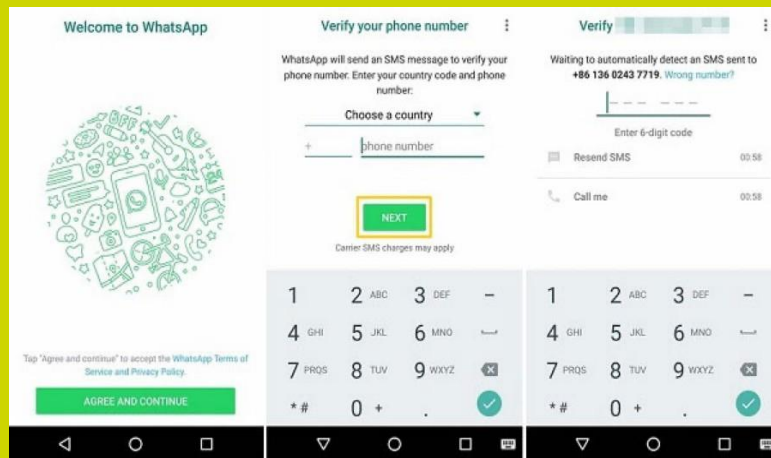 Welcome to WhatsApp
Tap "Agree and continue" to accept the WhatsApp Terms of
Service and Privacy Policy.
AGREE AND CONTINUE
Verify your phone number
WhatsApp will send an SMS message to verify your
phone number. Enter your country code and phone
number:
Choose a country
+ phone number
NEXT
Carrier SMS charges may apply
1 2 ABC 3 DEF –
4 GHI 5 JKL 6 MNO
7 PRQS 8 TUV 9 WXYZ
* # 0 + .
Verify
Waiting to automatically detect an SMS sent to
+86 136 0243 7719. Wrong number?
– – – – – –
Enter 6-digit code
Resend SMS 00:58
Call me 00:58
1 2 ABC 3 DEF –
4 GHI 5 JKL 6 MNO
7 PRQS 8 TUV 9 WXYZ
* # 0 + .